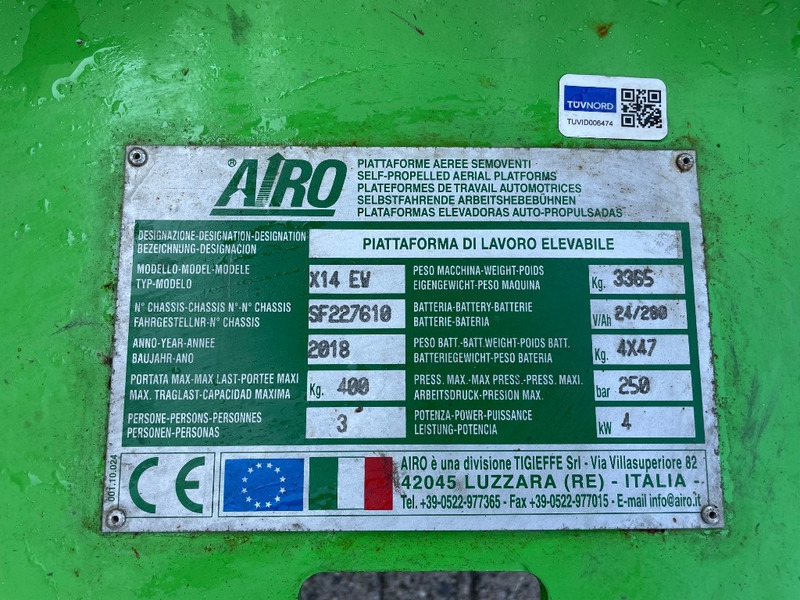 TÜVNORD
TUVID006474
®AIRO
PIATTAFORME AEREE SEMOVENTI
SELF-PROPELLED AERIAL PLATFORMS
PLATEFORMES DE TRAVAIL AUTOMOTRICES
SELBSTFAHRENDE ARBEITSHEBEBÜHNEN
PLATAFORMAS ELEVADORAS AUTO-PROPULSADAS
DESIGNAZIONE-DESIGNATION-DESIGNATION
BEZEICHNUNG-DESIGNACION
PIATTAFORMA DI LAVORO ELEVABILE
MODELLO-MODEL-MODELE
TYP-MODELO
X14 EW
PESO MACCHINA-WEIGHT-POIDS
EIGENGEWICHT-PESO MAQUINA
Kg. 3365
N° CHASSIS-CHASSIS N°-N° CHASSIS
FAHRGESTELLNR-N° CHASSIS
SF227610
BATTERIA-BATTERY-BATTERIE
BATTERIE-BATERIA
V/Ah 24/280
ANNO-YEAR-ANNEE
BAUJAHR-ANO
2018
PESO BATT.-BATT.WEIGHT-POIDS BATT.
BATTERIEGEWICHT-PESO BATERIA
Kg. 4X47
PORTATA MAX-MAX LAST-PORTEE MAXI
MAX. TRAGLAST-CAPACIDAD MAXIMA
Kg. 400
PRESS. MAX.-MAX PRESS.-PRESS. MAXI.
ARBEITSDRUCK-PRESION MAX.
bar 250
PERSONE-PERSONS-PERSONNES
PERSONEN-PERSONAS
3
POTENZA-POWER-PUISSANCE
LEISTUNG-POTENCIA
kW 4
001.10.024
CE
AIRO è una divisione TIGIEFFE Srl - Via Villasuperiore 82
42045 LUZZARA (RE) - ITALIA -
Tel. +39-0522-977365 - Fax +39-0522-977015 - E-mail info@airo.it